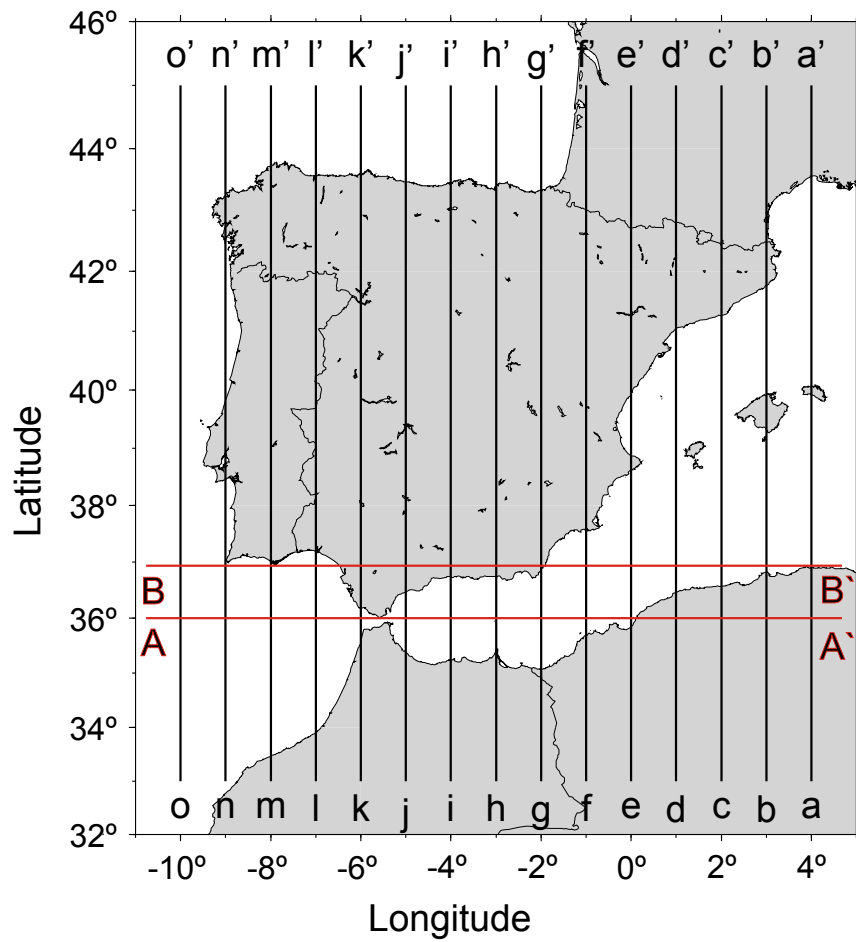 46º
o' n' m' l' k' j' i' h' g' f' e' d' c' b' a'
44º
42º
40º
Latitude
38º
B B`
36º
A A`
34º
o n m l k j i h g f e d c b a
32º
-10º -8º -6º -4º -2º 0º 2º 4º
Longitude